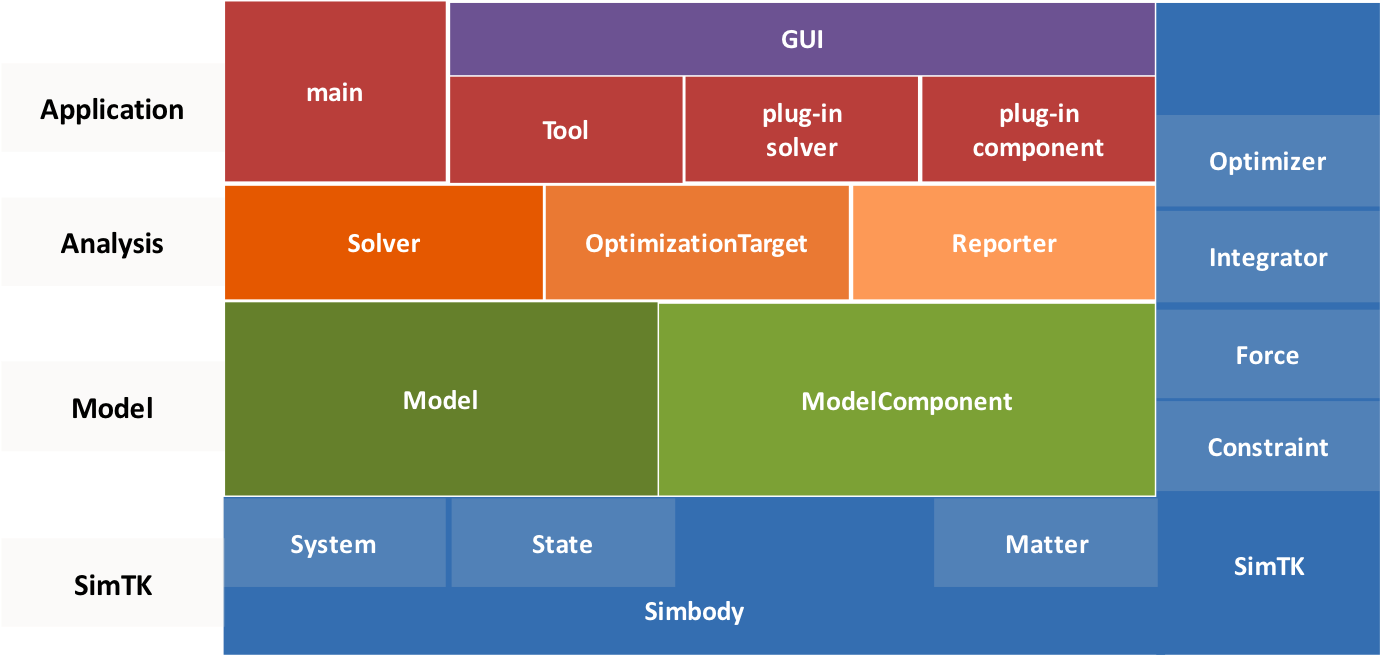 GUI
main
Application
Tool
plug-in
solver
plug-in
component
Optimizer
Analysis
Solver
OptimizationTarget
Reporter
Integrator
Force
Model
Model
ModelComponent
Constraint
System
State
Matter
SimTK
SimTK
Simbody